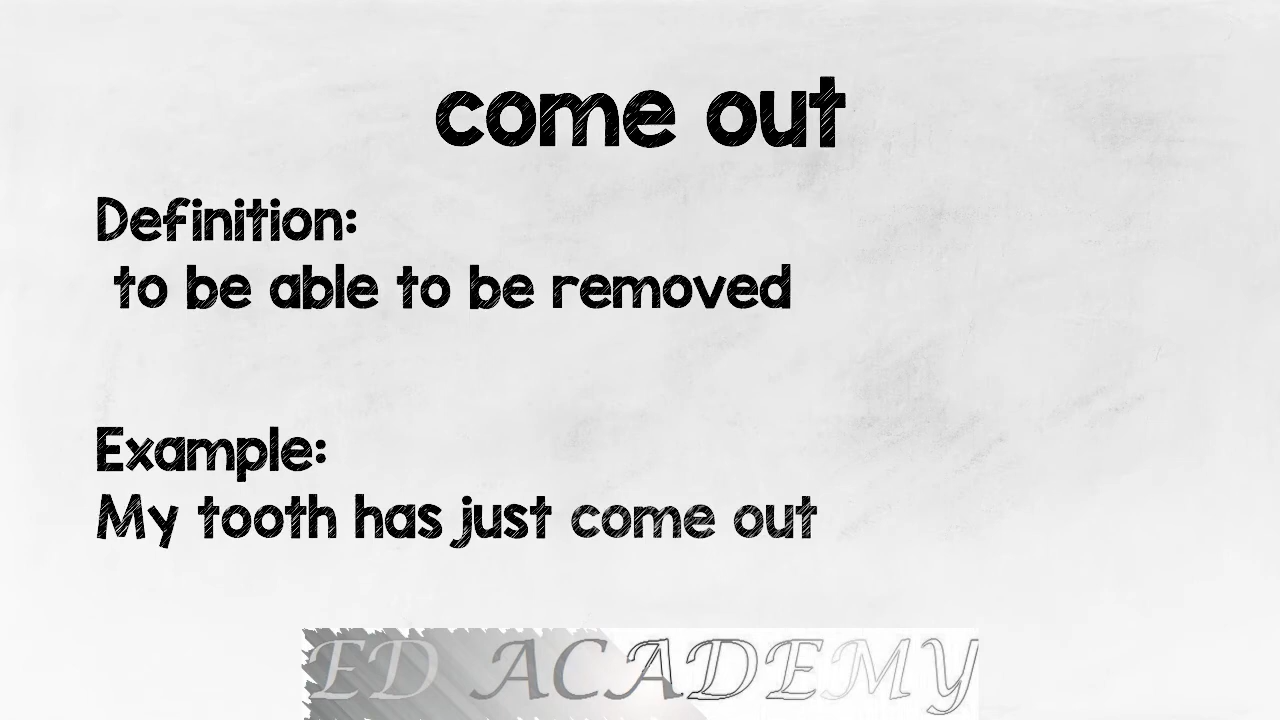 come out
Definition:
to be able to be removed
Example:
My tooth has just come out
ED ACADEMY